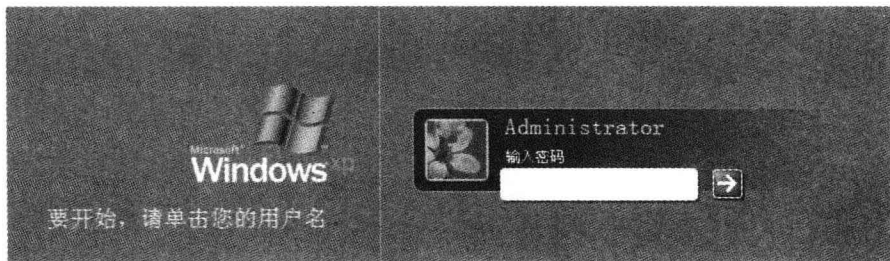 Microsoft
Windows xp
要开始，请单击您的用户名
Administrator
输入密码